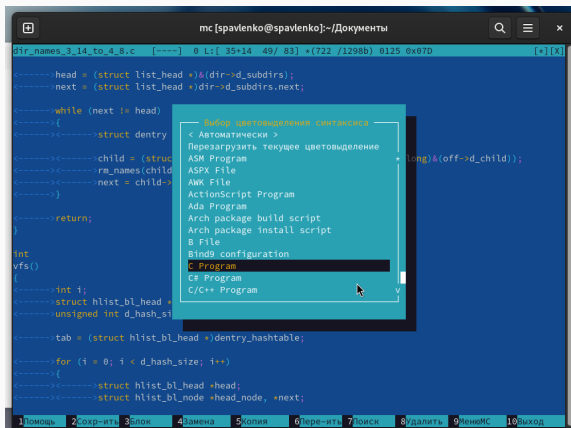 mc [spavlenko@spavlenko]:~/Документы
dir_names_3_14_to_4_8.c [----] 0 L:[ 35+14 49/ 83] *(722 /1298b) 0125 0x07D [*][X]
<------>head = (struct list_head *)&(dir->d_subdirs);
<------>next = (struct list_head *)dir->d_subdirs.next;
<------>while (next != head)
<------>{
<------><------>struct dentry
<------><------>child = (struc
long)&(off->d_child));
<------><------>rm_names(child
<------><------>next = child->
<------>}
<------>return;
}
int
vfs()
{
<------>int i;
<------>struct hlist_bl_head *
<------>unsigned int d_hash_si
<------>tab = (struct hlist_bl_head *)dentry_hashtable;
<------>for (i = 0; i < d_hash_size; i++)
<------>{
<------><------>struct hlist_bl_head *head;
<------><------>struct hlist_bl_node *head_node, *next;
Выбор цветовыделения синтаксиса
< Автоматически >
Перезагрузить текущее цветовыделение
ASM Program
ASPX File
AWK File
ActionScript Program
Ada Program
Arch package build script
Arch package install script
B File
Bind9 configuration
C Program
C# Program
C/C++ Program
1Помощь 2Сохр~ить 3Блок 4Замена 5Копия 6Пере~ить 7Поиск 8Удалить 9МенюMC 10Выход